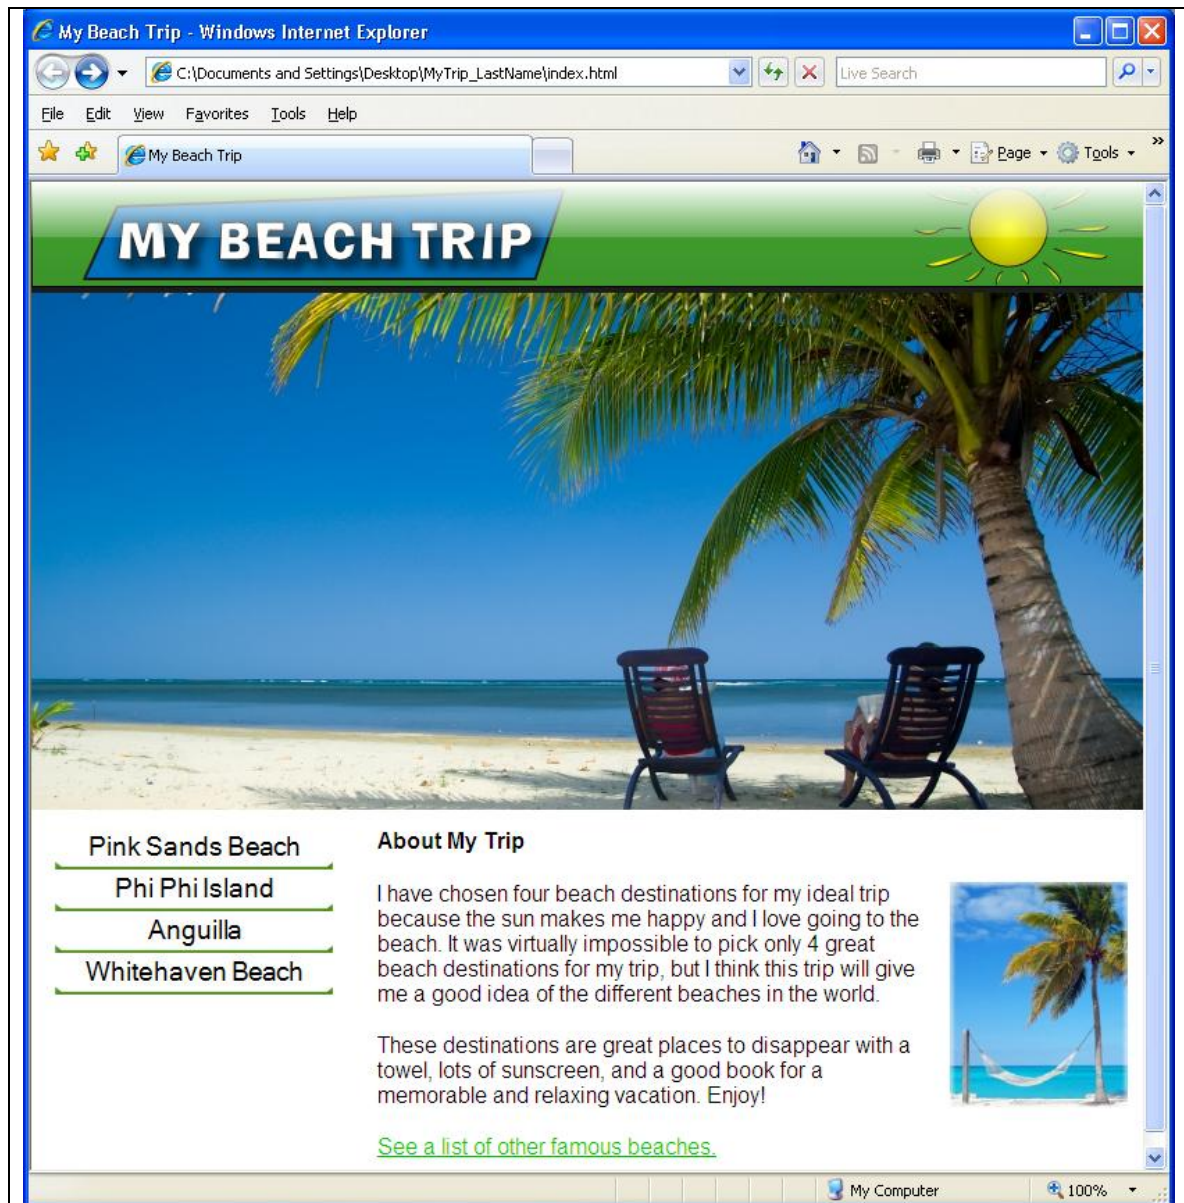 My Beach Trip - Windows Internet Explorer
C:\Documents and Settings\Desktop\MyTrip_LastName\index.html
Live Search
File Edit View Favorites Tools Help
My Beach Trip
Page Tools »
MY BEACH TRIP
Pink Sands Beach
Phi Phi Island
Anguilla
Whitehaven Beach
About My Trip
I have chosen four beach destinations for my ideal trip
because the sun makes me happy and I love going to the
beach. It was virtually impossible to pick only 4 great
beach destinations for my trip, but I think this trip will give
me a good idea of the different beaches in the world.
These destinations are great places to disappear with a
towel, lots of sunscreen, and a good book for a
memorable and relaxing vacation. Enjoy!
See a list of other famous beaches.
My Computer
100%